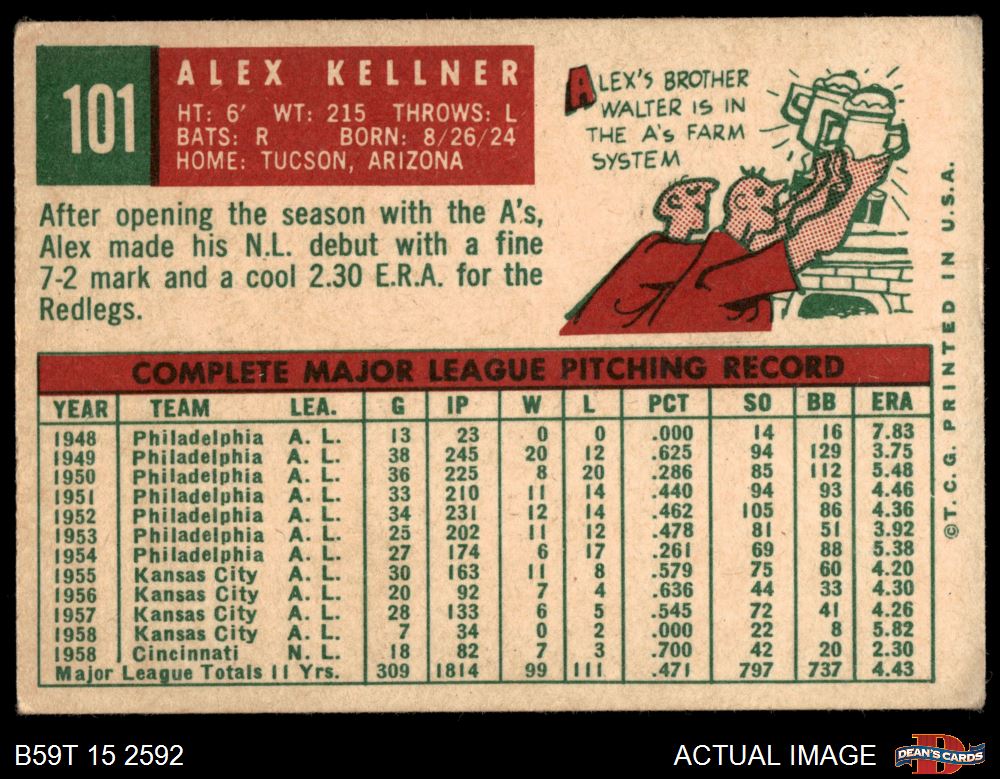 101
ALEX KELLNER
HT: 6' WT: 215 THROWS: L
BATS: R BORN: 8/26/24
HOME: TUCSON, ARIZONA
ALEX'S BROTHER
WALTER IS IN
THE A'S FARM
SYSTEM
After opening the season with the A's,
Alex made his N.L. debut with a fine
7-2 mark and a cool 2.30 E.R.A. for the
Redlegs.
COMPLETE MAJOR LEAGUE PITCHING RECORD
YEAR TEAM LEA. G IP W L PCT SO BB ERA
1948 Philadelphia A. L. 13 23 0 0 .000 14 16 7.83
1949 Philadelphia A. L. 38 245 20 12 .625 94 129 3.75
1950 Philadelphia A. L. 36 225 8 20 .286 85 112 5.48
1951 Philadelphia A. L. 33 210 11 14 .440 94 93 4.46
1952 Philadelphia A. L. 34 231 12 14 .462 105 86 4.36
1953 Philadelphia A. L. 25 202 11 12 .478 81 51 3.92
1954 Philadelphia A. L. 27 174 6 17 .261 69 88 5.38
1955 Kansas City A. L. 30 163 11 8 .579 75 60 4.20
1956 Kansas City A. L. 20 92 7 4 .636 44 33 4.30
1957 Kansas City A. L. 28 133 6 5 .545 72 41 4.26
1958 Kansas City A. L. 7 34 0 2 .000 22 8 5.82
1958 Cincinnati N. L. 18 82 7 3 .700 42 20 2.30
Major League Totals 11 Yrs. 309 1814 99 111 .471 797 737 4.43
©T.C.G. PRINTED IN U.S.A.
B59T 15 2592
ACTUAL IMAGE
DEAN'S CARDS